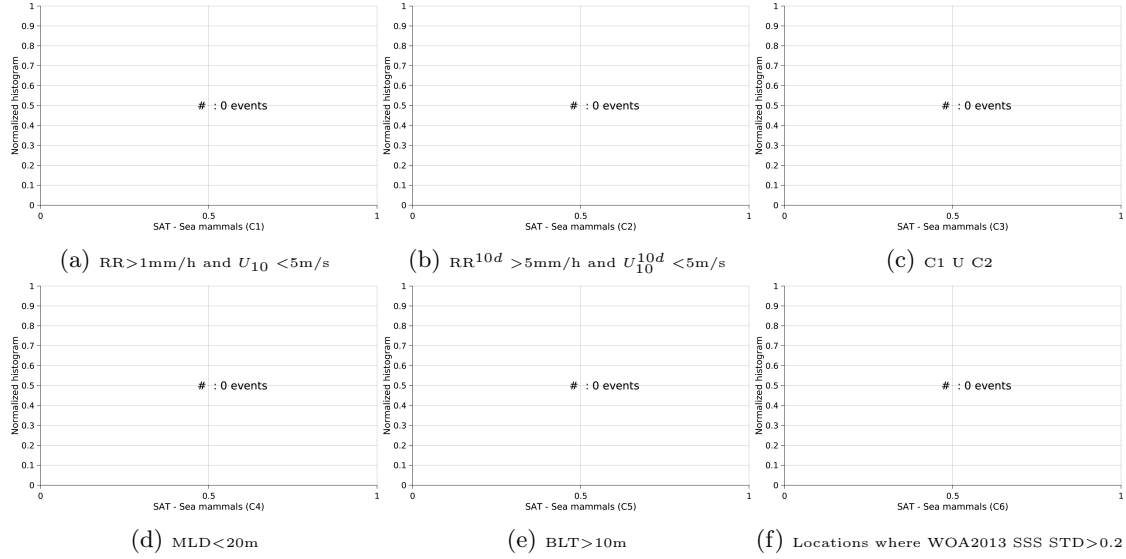 1
0.9
0.8
0.7
0.6
0.5
0.4
0.3
0.2
0.1
0
Normalized histogram
# : 0 events
0 0.5 1
SAT - Sea mammals (C1)
(a) RR>1mm/h and U10 <5m/s
1
0.9
0.8
0.7
0.6
0.5
0.4
0.3
0.2
0.1
0
Normalized histogram
# : 0 events
0 0.5 1
SAT - Sea mammals (C2)
(b) RR10d >5mm/h and U10d10 <5m/s
1
0.9
0.8
0.7
0.6
0.5
0.4
0.3
0.2
0.1
0
Normalized histogram
# : 0 events
0 0.5 1
SAT - Sea mammals (C3)
(c) C1 U C2
1
0.9
0.8
0.7
0.6
0.5
0.4
0.3
0.2
0.1
0
Normalized histogram
# : 0 events
0 0.5 1
SAT - Sea mammals (C4)
(d) MLD<20m
1
0.9
0.8
0.7
0.6
0.5
0.4
0.3
0.2
0.1
0
Normalized histogram
# : 0 events
0 0.5 1
SAT - Sea mammals (C5)
(e) BLT>10m
1
0.9
0.8
0.7
0.6
0.5
0.4
0.3
0.2
0.1
0
Normalized histogram
# : 0 events
0 0.5 1
SAT - Sea mammals (C6)
(f) Locations where WOA2013 SSS STD>0.2